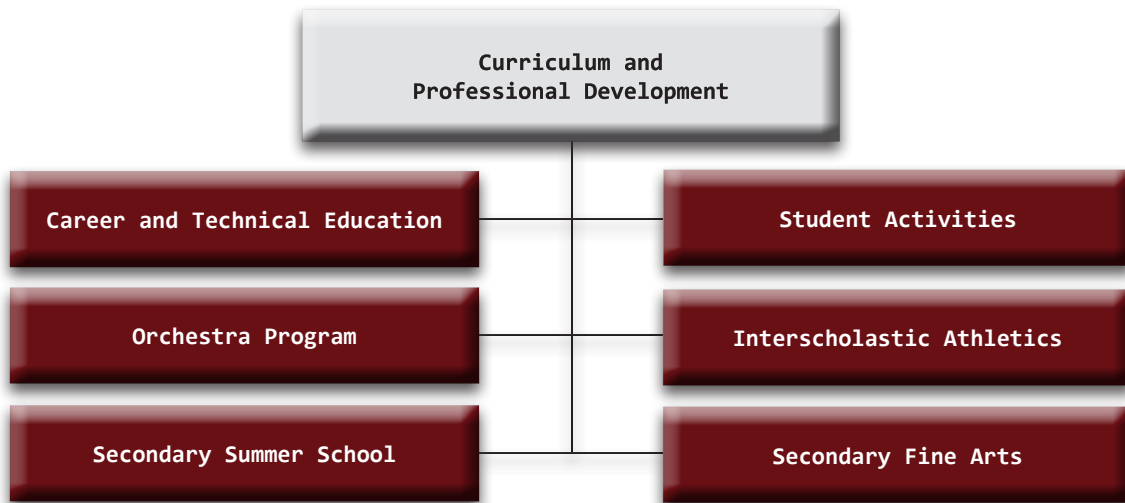 Curriculum and
Professional Development
Career and Technical Education
Student Activities
Orchestra Program
Interscholastic Athletics
Secondary Summer School
Secondary Fine Arts